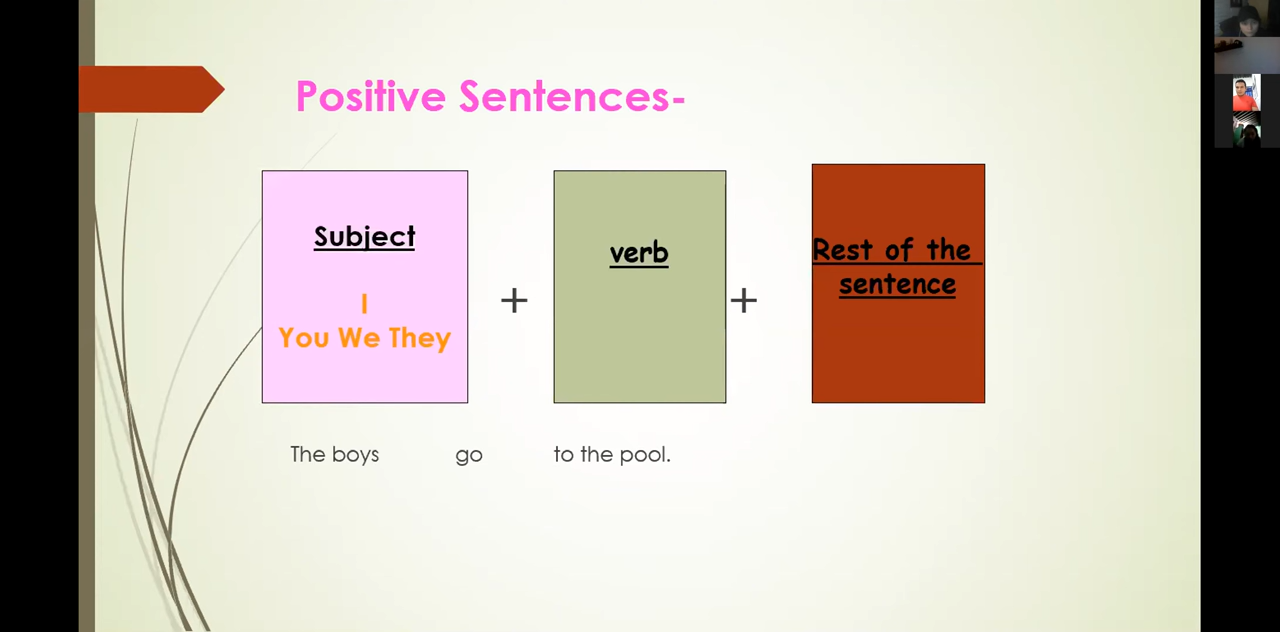 Positive Sentences-
Subject
I
You We They
+
verb
+
Rest of the
sentence
The boys go to the pool.